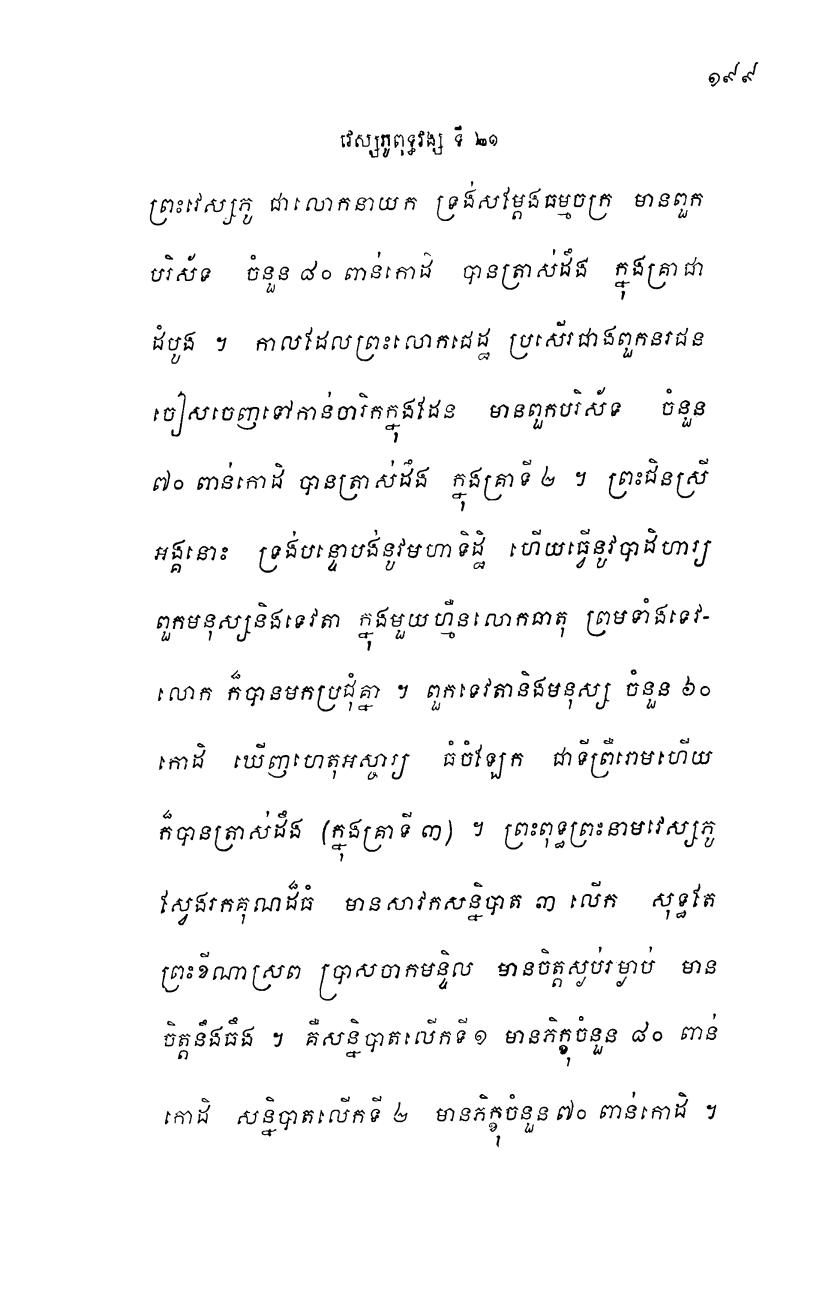 ១៩៩
វេស្សភូពុទ្ធវង្ស ទី ២១
ព្រះវេស្សភូ ជាលោកនាយក ទ្រង់សម្តែងធម្មចក្រ មានពួក
បរិស័ទ ចំនួន ៨០ ពាន់កោដិ បានត្រាស់ដឹង ក្នុងគ្រាជា
ដំបូង ។ កាលដែលព្រះលោកជេដ្ឋ ប្រសើរជាងពួកនរជន
ចៀសចេញទៅកាន់ចារិកក្នុងដែន មានពួកបរិស័ទ ចំនួន
៧០ ពាន់កោដិ បានត្រាស់ដឹង ក្នុងគ្រាទី ២ ។ ព្រះជិនស្រី
អង្គនោះ ទ្រង់បន្ទោបង់នូវមហាទិដ្ឋិ ហើយធ្វើនូវបាដិហារ្យ
ពួកមនុស្សនិងទេវតា ក្នុងមួយហ្មឺនលោកធាតុ ព្រមទាំងទេវ-
លោក ក៏បានមកប្រជុំគ្នា ។ ពួកទេវតានិងមនុស្ស ចំនួន ៦០
កោដិ ឃើញហេតុអស្ចារ្យ ធំចំឡែក ជាទីព្រឺរោមហើយ
ក៏បានត្រាស់ដឹង (ក្នុងគ្រាទី ៣) ។ ព្រះពុទ្ធព្រះនាមវេស្សភូ
ស្វែងរកគុណដ៏ធំ មានសាវកសន្និបាត ៣ លើក សុទ្ធតែ
ព្រះខីណាស្រព ប្រាសចាកមន្ទិល មានចិត្តស្ងប់រម្ងាប់ មាន
ចិត្តនឹងធឹង ។ គឺសន្និបាតលើកទី ១ មានភិក្ខុចំនួន ៨០ ពាន់
កោដិ សន្និបាតលើកទី ២ មានភិក្ខុចំនួន ៧០ ពាន់កោដិ ។